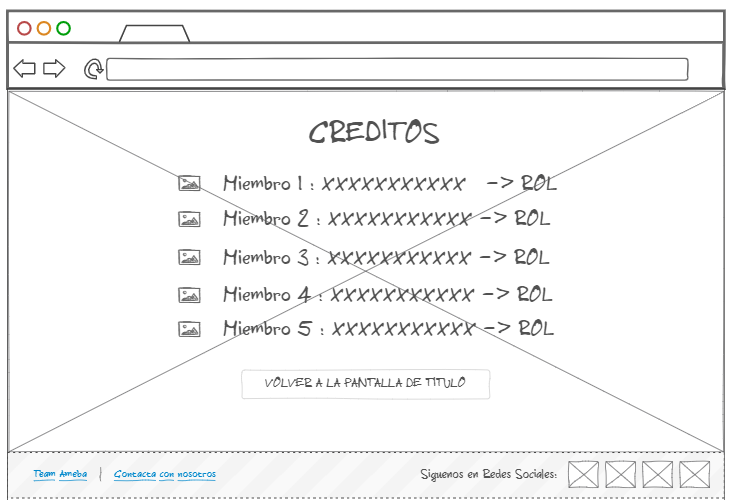 CREDITOS
Miembro 1 : XXXXXXXXXXX -> ROL
Miembro 2 : XXXXXXXXXXX -> ROL
Miembro 3 : XXXXXXXXXXX -> ROL
Miembro 4 : XXXXXXXXXXX -> ROL
Miembro 5 : XXXXXXXXXXX -> ROL
VOLVER A LA PANTALLA DE TITULO
Team Ameba | Contacta con nosotros Siguenos en Redes Sociales: